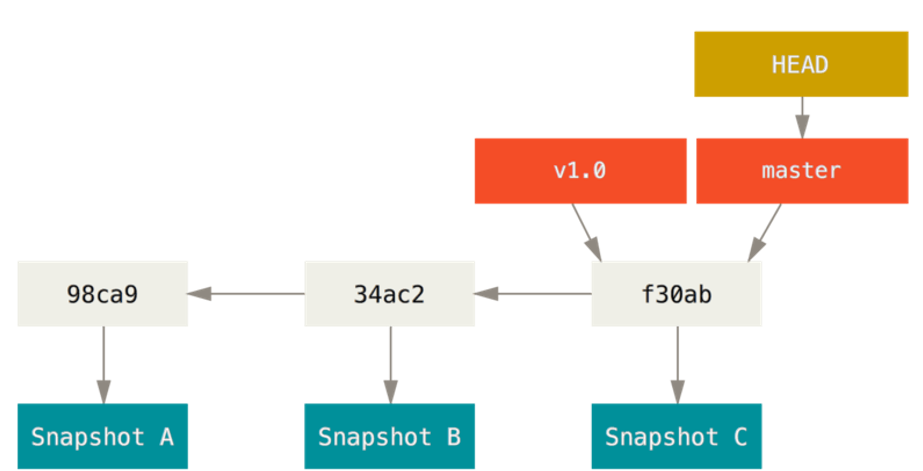 HEAD
v1.0
master
98ca9
34ac2
f30ab
Snapshot A
Snapshot B
Snapshot C